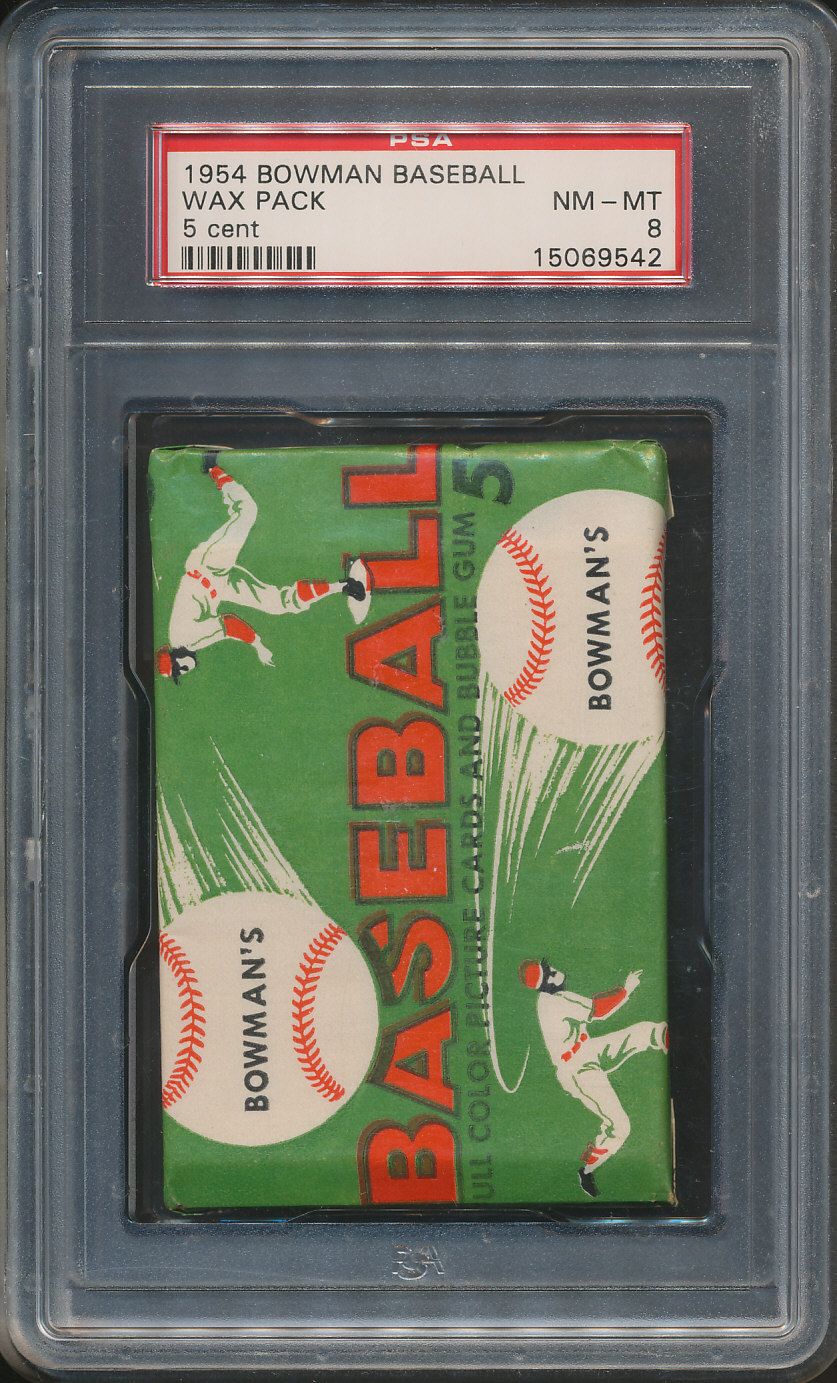 PSA
1954 BOWMAN BASEBALL
WAX PACK NM - MT
5 cent 8
15069542
BASEBALL
ULL COLOR PICTURE CARDS AND BUBBLE GUM 5
BOWMAN'S
BOWMAN'S
PSA